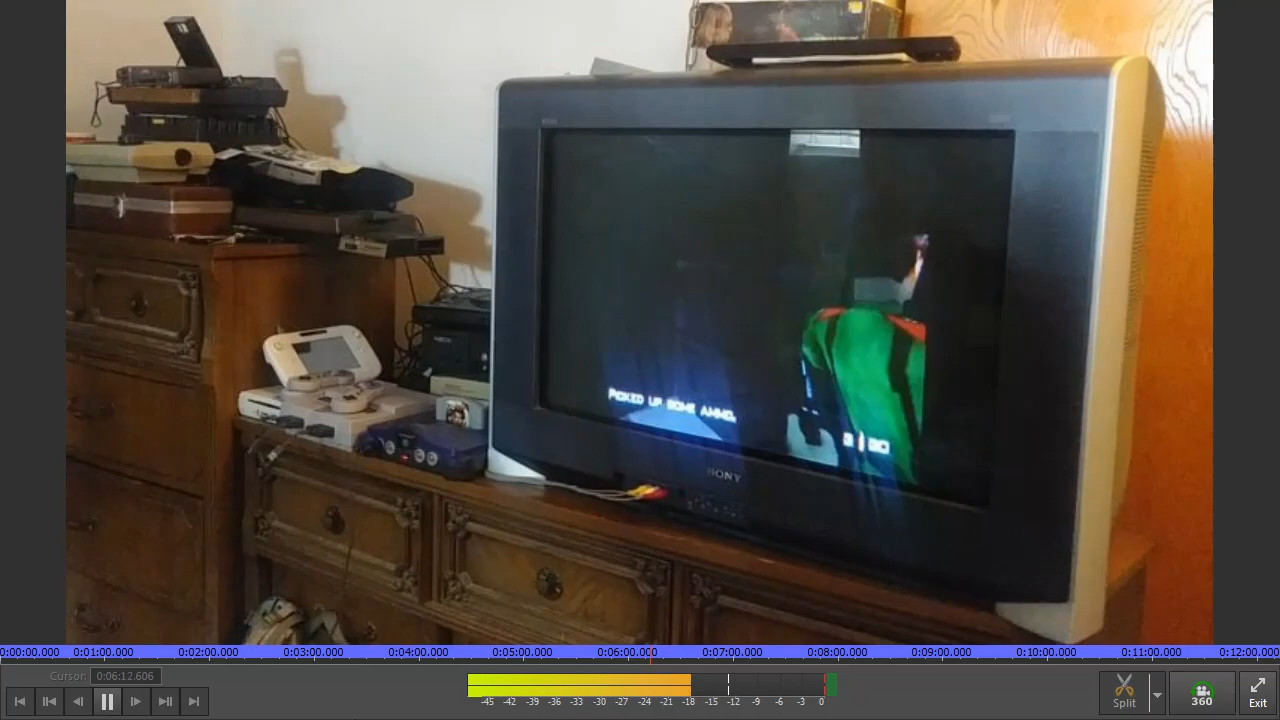 PICKED UP SOME AMMO.
SONY
0:00:00.000 0:01:00.000 0:02:00.000 0:03:00.000 0:04:00.000 0:05:00.000 0:06:00.000 0:07:00.000 0:08:00.000 0:09:00.000 0:10:00.000 0:11:00.000 0:12:00.000
Cursor: 0:06:12.606
-45 -42 -39 -36 -33 -30 -27 -24 -21 -18 -15 -12 -9 -6 -3 0
Split
360
Exit